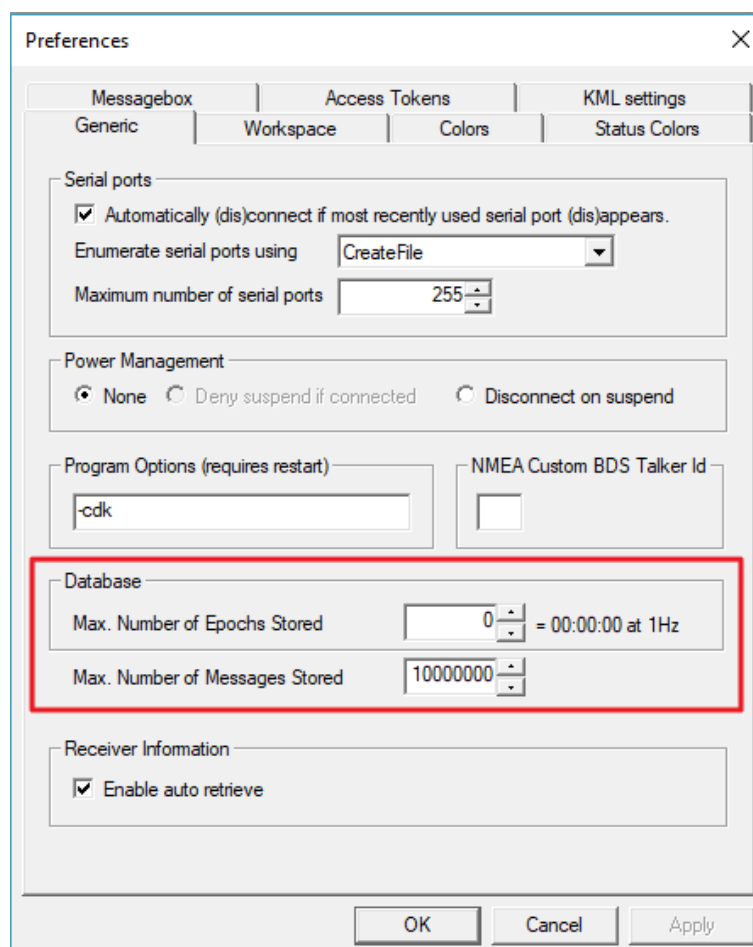 Preferences
Messagebox Access Tokens KML settings
Generic Workspace Colors Status Colors
Serial ports
Automatically (dis)connect if most recently used serial port (dis)appears.
Enumerate serial ports using CreateFile
Maximum number of serial ports 255
Power Management
None Deny suspend if connected Disconnect on suspend
Program Options (requires restart) NMEA Custom BDS Talker Id
-cdk
Database
Max. Number of Epochs Stored 0 = 00:00:00 at 1Hz
Max. Number of Messages Stored 10000000
Receiver Information
Enable auto retrieve
OK Cancel Apply